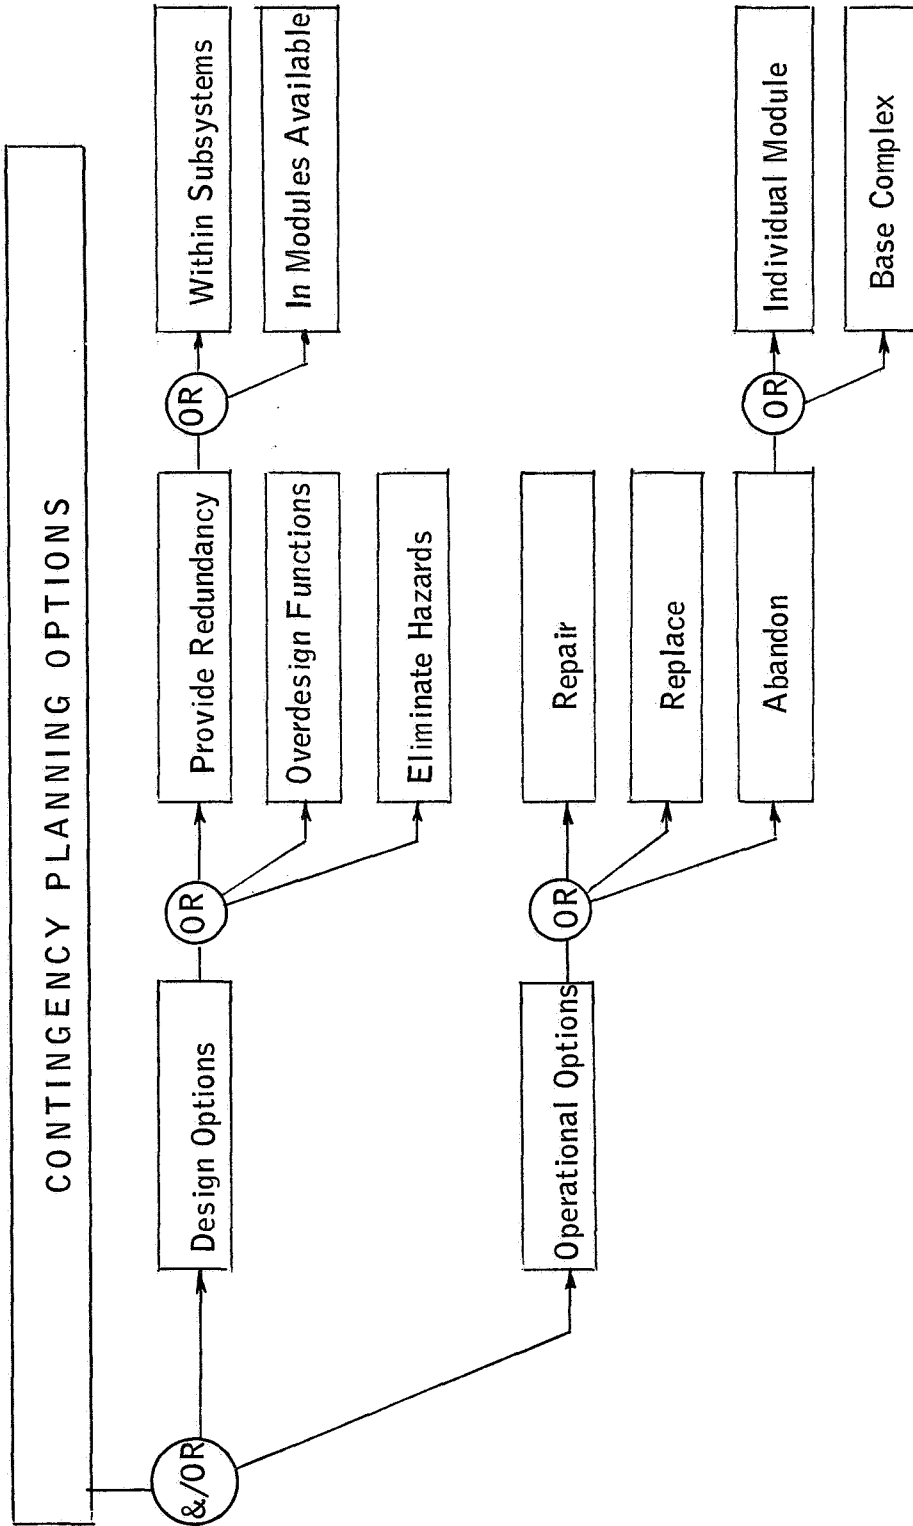 CONTINGENCY PLANNING OPTIONS
&/OR
Design Options
OR
Provide Redundancy
OR
Within Subsystems
In Modules Available
Overdesign Functions
Eliminate Hazards
Operational Options
OR
Repair
Replace
Abandon
OR
Individual Module
Base Complex